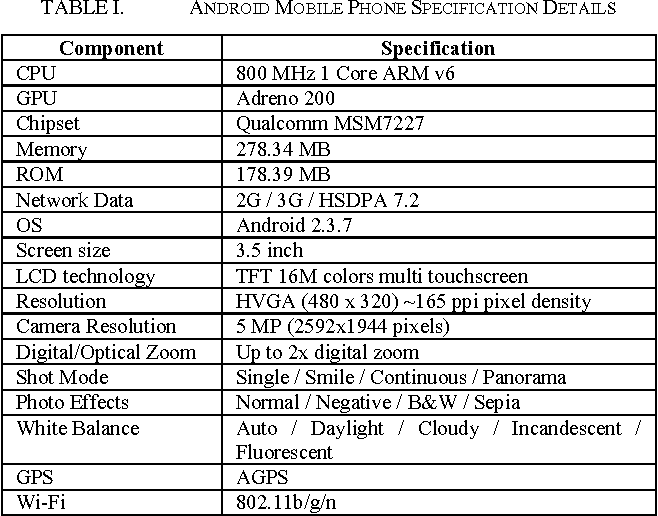 TABLE I. ANDROID MOBILE PHONE SPECIFICATION DETAILS
Component Specification
CPU 800 MHz 1 Core ARM v6
GPU Adreno 200
Chipset Qualcomm MSM7227
Memory 278.34 MB
ROM 178.39 MB
Network Data 2G / 3G / HSDPA 7.2
OS Android 2.3.7
Screen size 3.5 inch
LCD technology TFT 16M colors multi touchscreen
Resolution HVGA (480 x 320) ~165 ppi pixel density
Camera Resolution 5 MP (2592x1944 pixels)
Digital/Optical Zoom Up to 2x digital zoom
Shot Mode Single / Smile / Continuous / Panorama
Photo Effects Normal / Negative / B&W / Sepia
White Balance Auto / Daylight / Cloudy / Incandescent /
Fluorescent
GPS AGPS
Wi-Fi 802.11b/g/n